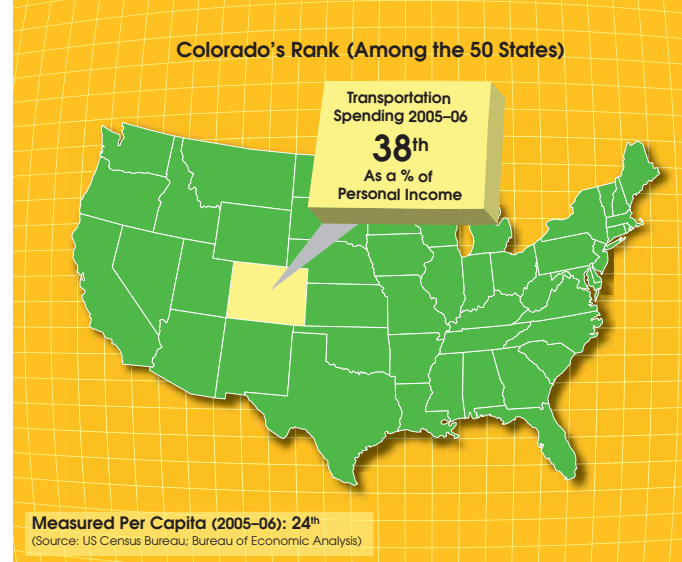 Colorado’s Rank (Among the 50 States)
Transportation
Spending 2005–06
38th
As a % of
Personal Income
Measured Per Capita (2005–06): 24th
(Source: US Census Bureau; Bureau of Economic Analysis)